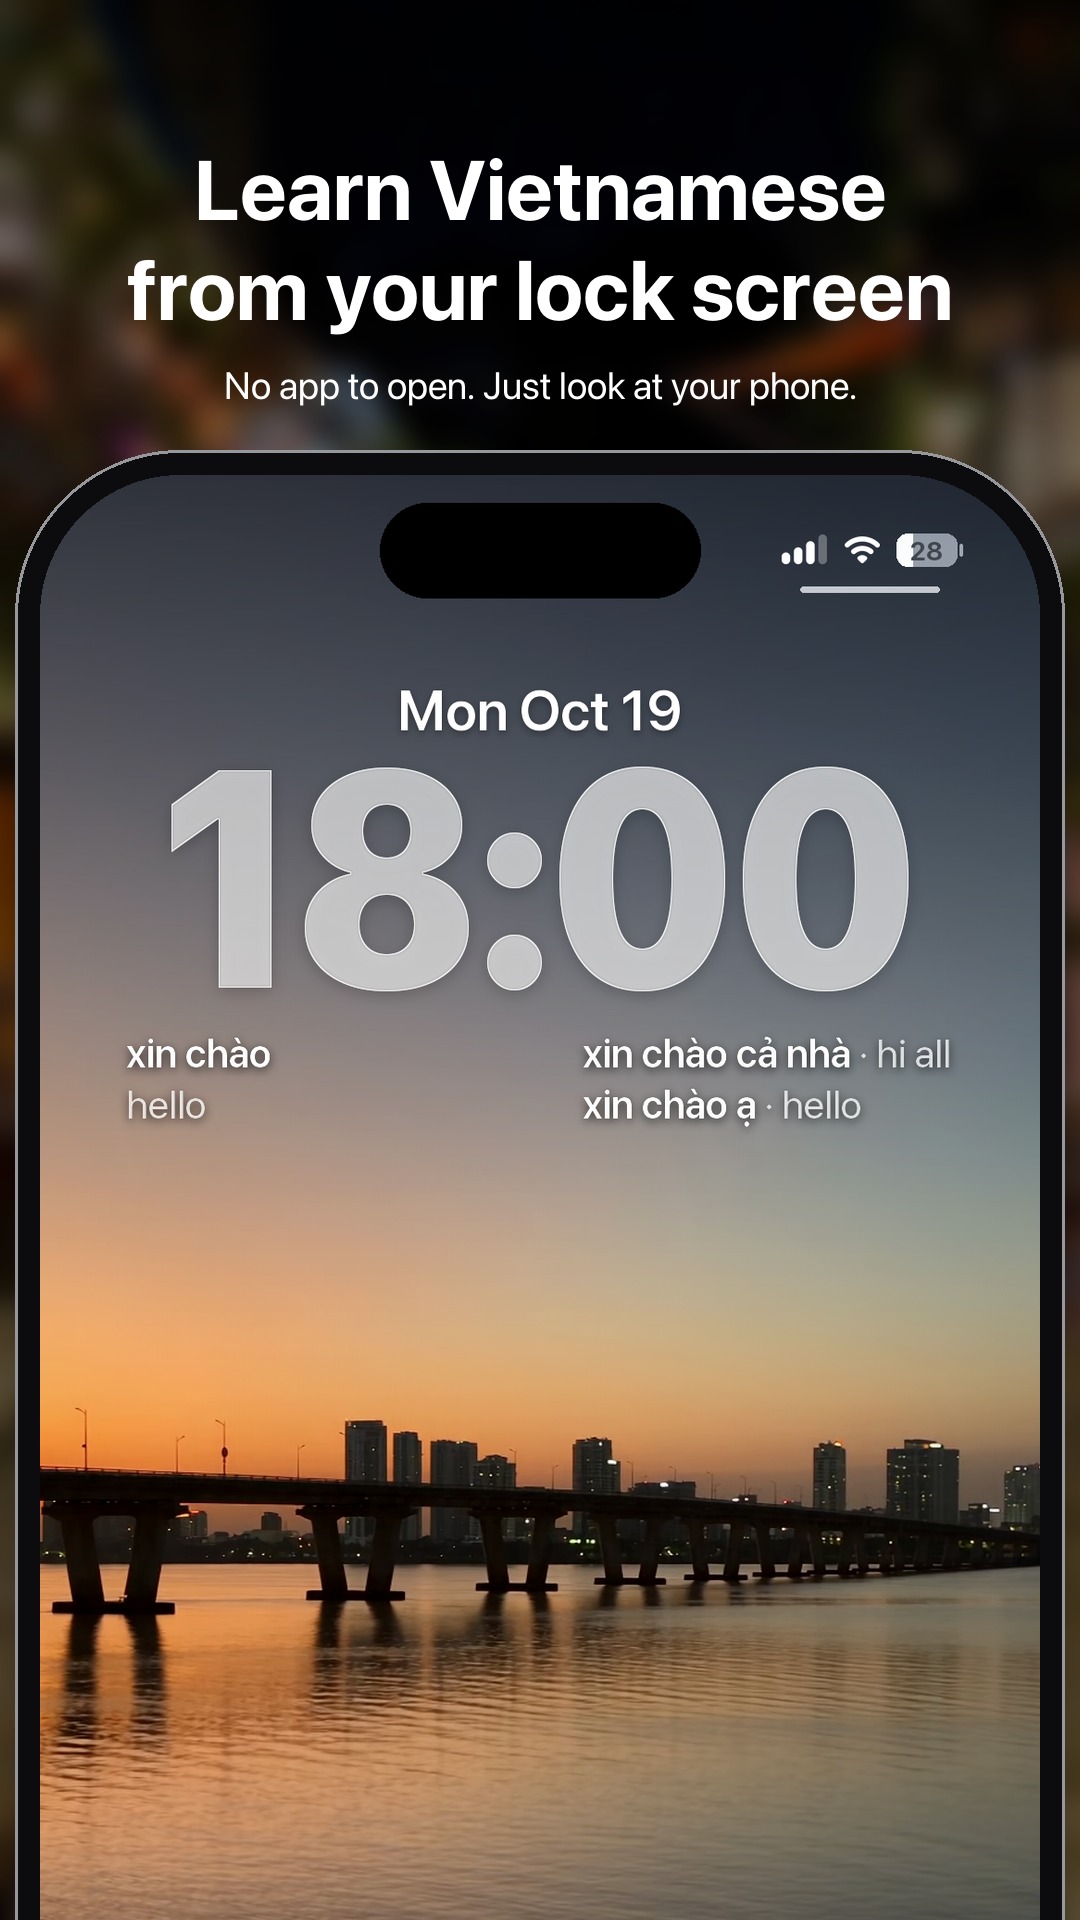 Learn Vietnamese
from your lock screen
No app to open. Just look at your phone.
28
Mon Oct 19
18:00
xin chào
hello
xin chào cả nhà · hi all
xin chào ạ · hello